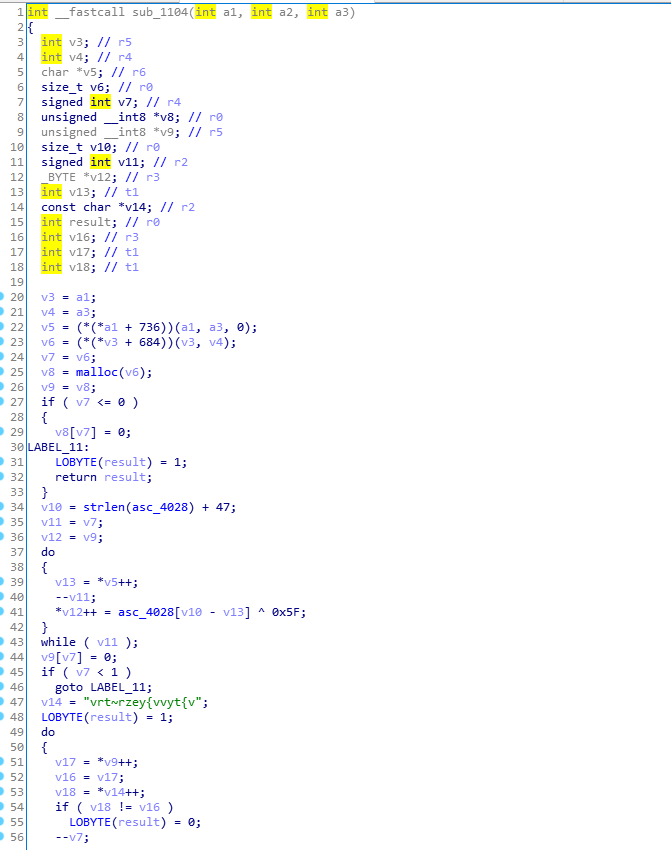 1 int __fastcall sub_1104(int a1, int a2, int a3)
2 {
3   int v3; // r5
4   int v4; // r4
5   char *v5; // r6
6   size_t v6; // r0
7   signed int v7; // r4
8   unsigned __int8 *v8; // r0
9   unsigned __int8 *v9; // r5
10   size_t v10; // r0
11   signed int v11; // r2
12   _BYTE *v12; // r3
13   int v13; // t1
14   const char *v14; // r2
15   int result; // r0
16   int v16; // r3
17   int v17; // t1
18   int v18; // t1
19
20   v3 = a1;
21   v4 = a3;
22   v5 = (*(*a1 + 736))(a1, a3, 0);
23   v6 = (*(*v3 + 684))(v3, v4);
24   v7 = v6;
25   v8 = malloc(v6);
26   v9 = v8;
27   if ( v7 <= 0 )
28   {
29     v8[v7] = 0;
30 LABEL_11:
31     LOBYTE(result) = 1;
32     return result;
33   }
34   v10 = strlen(asc_4028) + 47;
35   v11 = v7;
36   v12 = v9;
37   do
38   {
39     v13 = *v5++;
40     --v11;
41     *v12++ = asc_4028[v10 - v13] ^ 0x5F;
42   }
43   while ( v11 );
44   v9[v7] = 0;
45   if ( v7 < 1 )
46     goto LABEL_11;
47   v14 = "vrt~rzey{vvyt{v";
48   LOBYTE(result) = 1;
49   do
50   {
51     v17 = *v9++;
52     v16 = v17;
53     v18 = *v14++;
54     if ( v18 != v16 )
55       LOBYTE(result) = 0;
56     --v7;